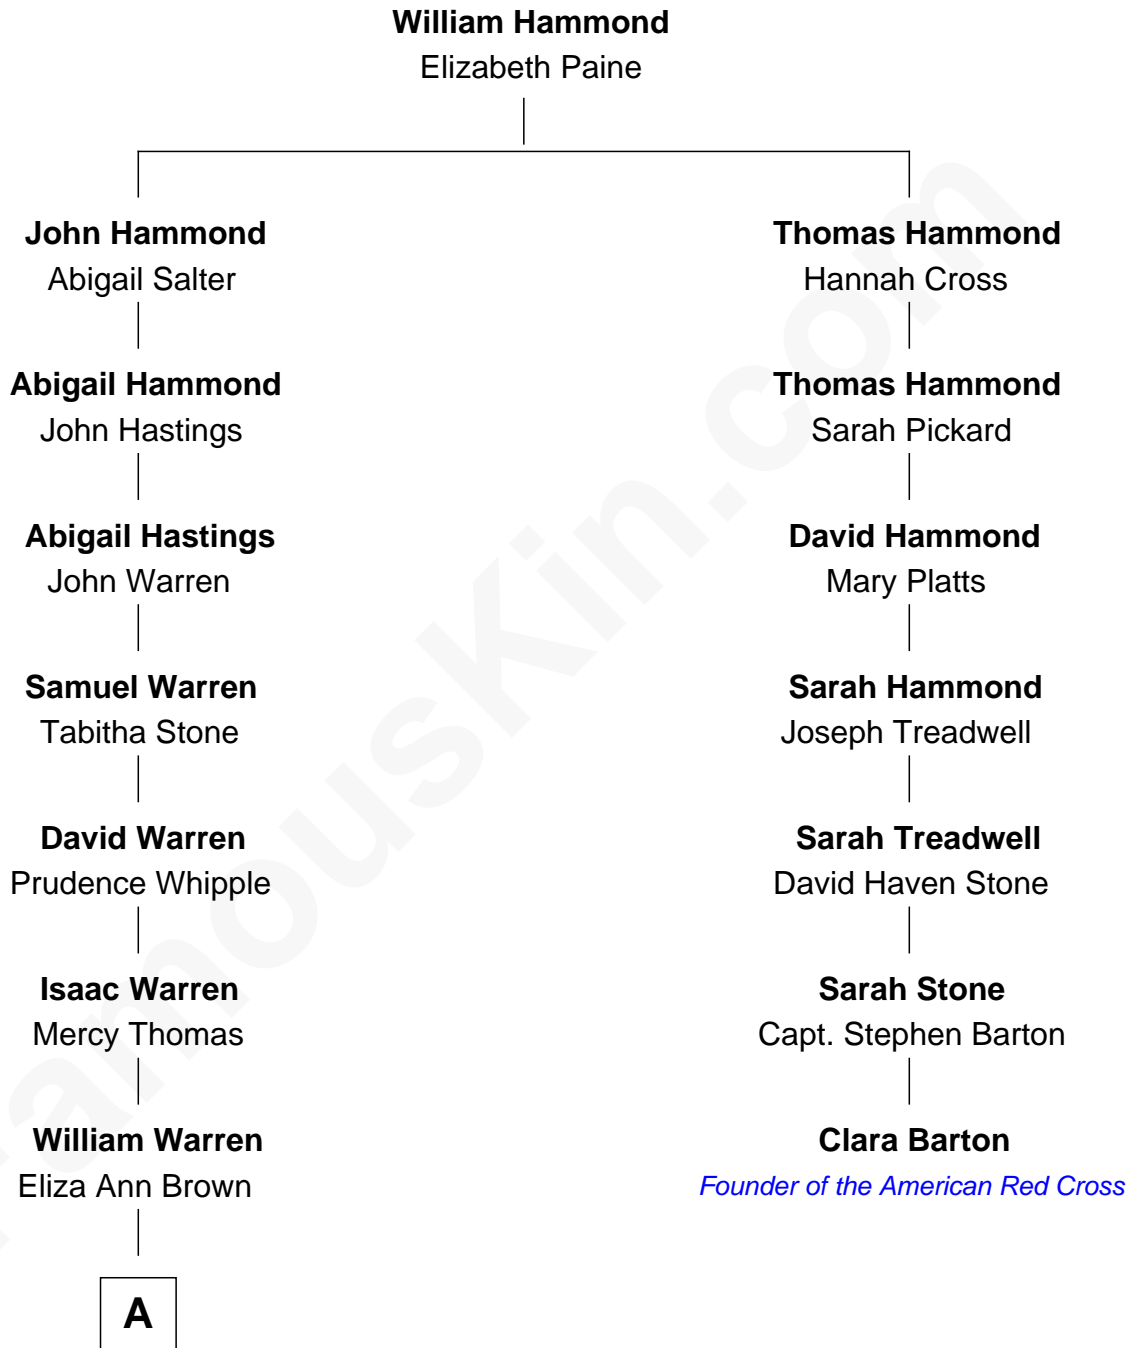 William Hammond
Elizabeth Paine
John Hammond
Abigail Salter
Thomas Hammond
Hannah Cross
Abigail Hammond
John Hastings
Thomas Hammond
Sarah Pickard
Abigail Hastings
John Warren
David Hammond
Mary Platts
Samuel Warren
Tabitha Stone
Sarah Hammond
Joseph Treadwell
David Warren
Prudence Whipple
Sarah Treadwell
David Haven Stone
Isaac Warren
Mercy Thomas
Sarah Stone
Capt. Stephen Barton
William Warren
Eliza Ann Brown
Clara Barton
Founder of the American Red Cross
A
FamousKin.com